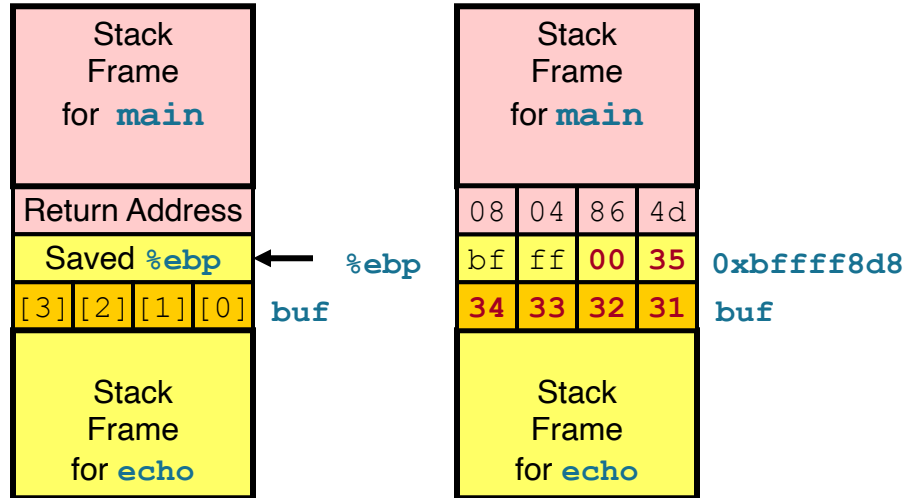 Stack
Frame
for main
Return Address
Saved %ebp
%ebp
[3] [2] [1] [0]
buf
Stack
Frame
for echo
Stack
Frame
for main
08 04 86 4d
bf ff 00 35
0xbffff8d8
34 33 32 31
buf
Stack
Frame
for echo